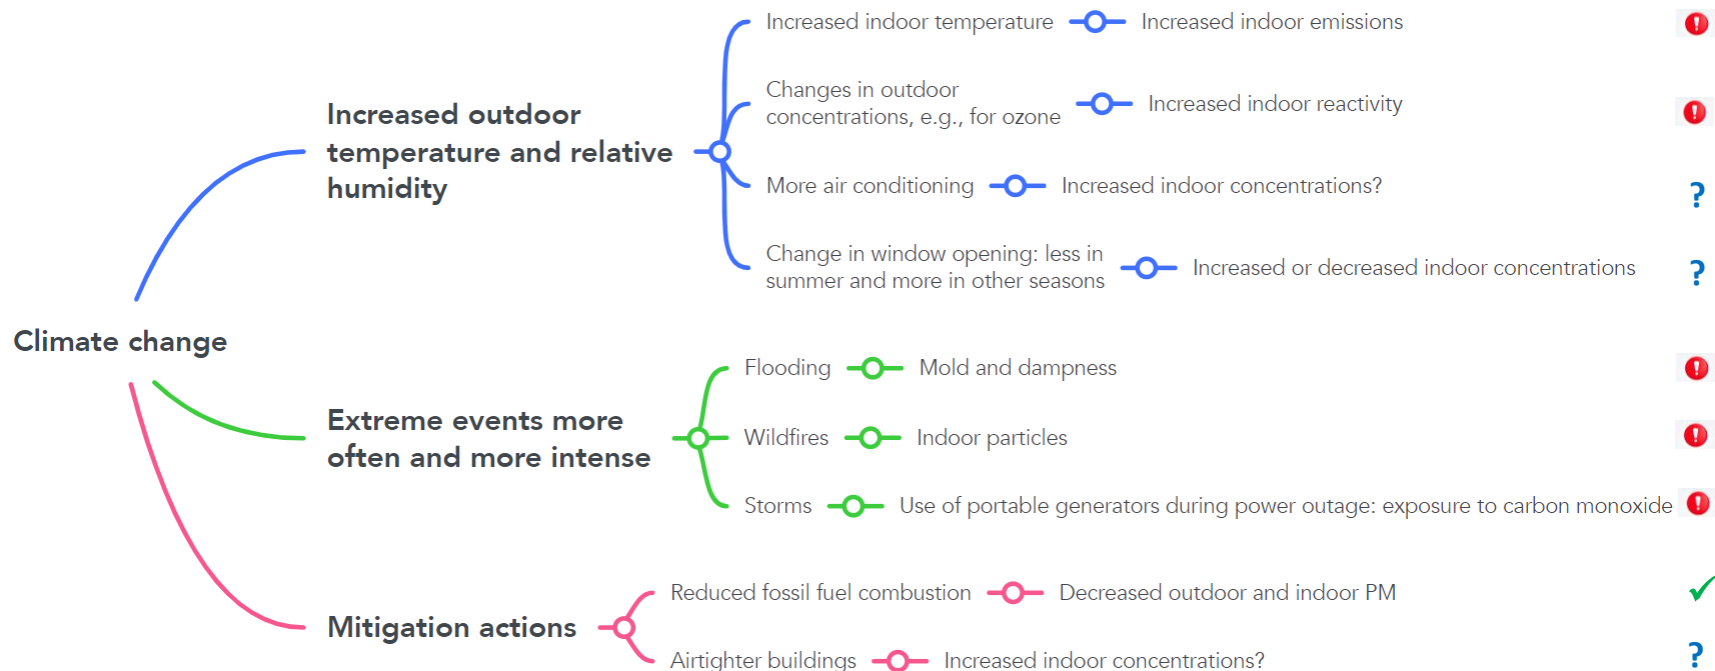 Increased indoor temperature
Increased indoor emissions
Changes in outdoor
concentrations, e.g., for ozone
Increased indoor reactivity
Increased outdoor
temperature and relative
humidity
More air conditioning
Increased indoor concentrations?
?
Change in window opening: less in
summer and more in other seasons
Increased or decreased indoor concentrations
?
Climate change
Flooding
Mold and dampness
Extreme events more
often and more intense
Wildfires
Indoor particles
Storms
Use of portable generators during power outage: exposure to carbon monoxide
Mitigation actions
Reduced fossil fuel combustion
Decreased outdoor and indoor PM
Airtighter buildings
Increased indoor concentrations?
?